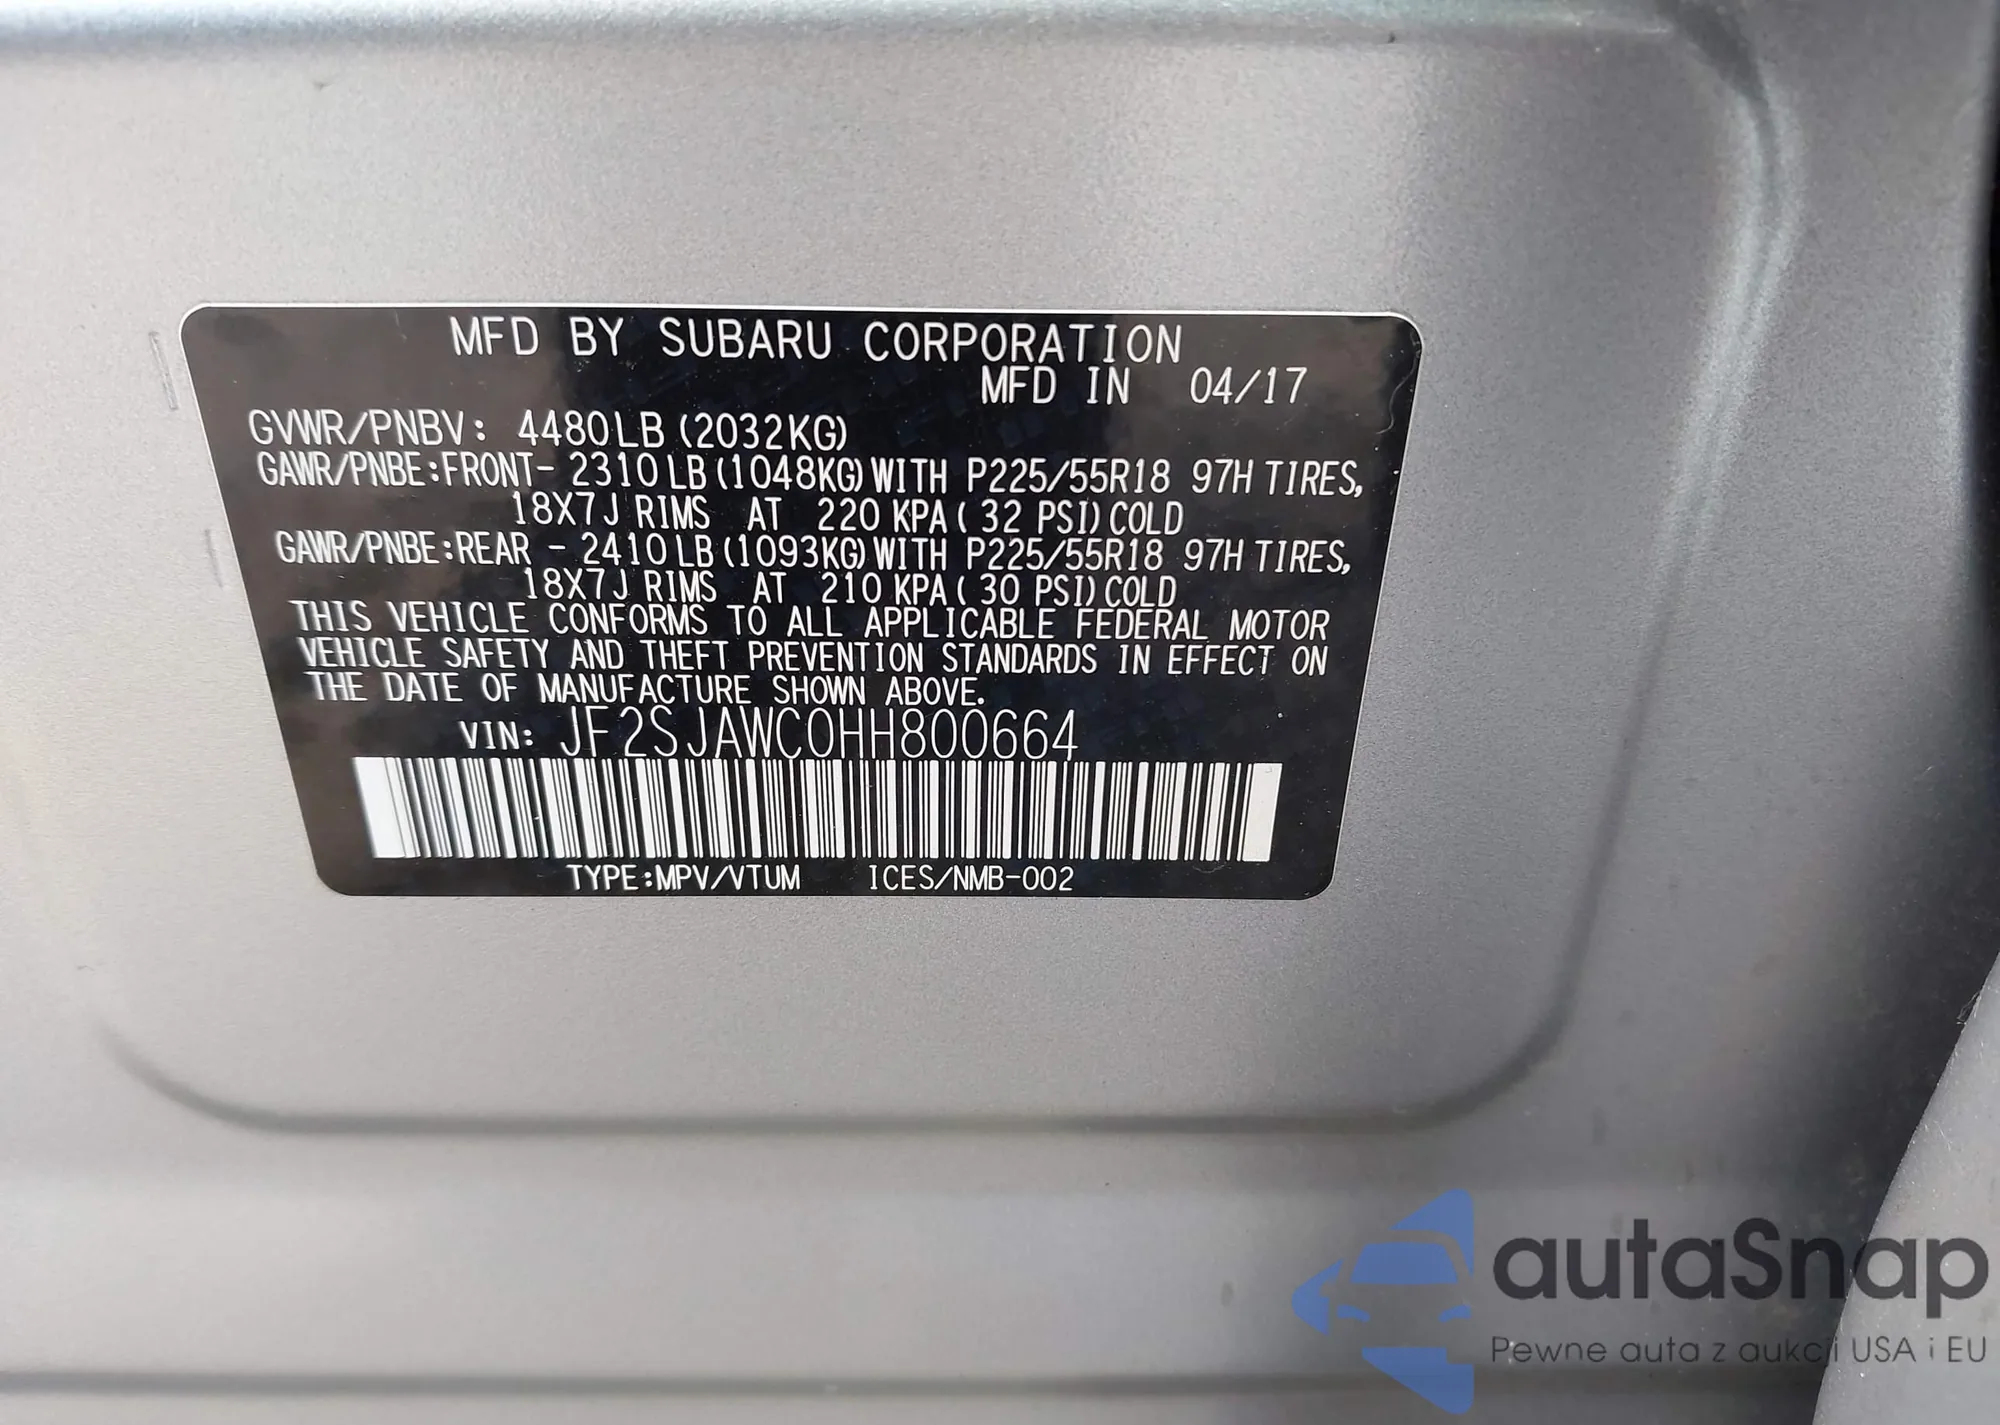 MFD BY SUBARU CORPORATION
MFD IN 04/17
GVWR/PNBV: 4480LB (2032KG)
GAWR/PNBE:FRONT- 2310LB (1048KG) WITH P225/55R18 97H TIRES,
18X7J RIMS AT 220 KPA( 32 PSI) COLD
GAWR/PNBE:REAR - 2410LB (1093KG) WITH P225/55R18 97H TIRES,
18X7J RIMS AT 210 KPA( 30 PSI) COLD
THIS VEHICLE CONFORMS TO ALL APPLICABLE FEDERAL MOTOR
VEHICLE SAFETY AND THEFT PREVENTION STANDARDS IN EFFECT ON
THE DATE OF MANUFACTURE SHOWN ABOVE.
VIN: JF2SJAWC0HH800664
TYPE:MPV/VTUM ICES/NMB-002
autaSnap
Pewne auta z aukcji USA i EU